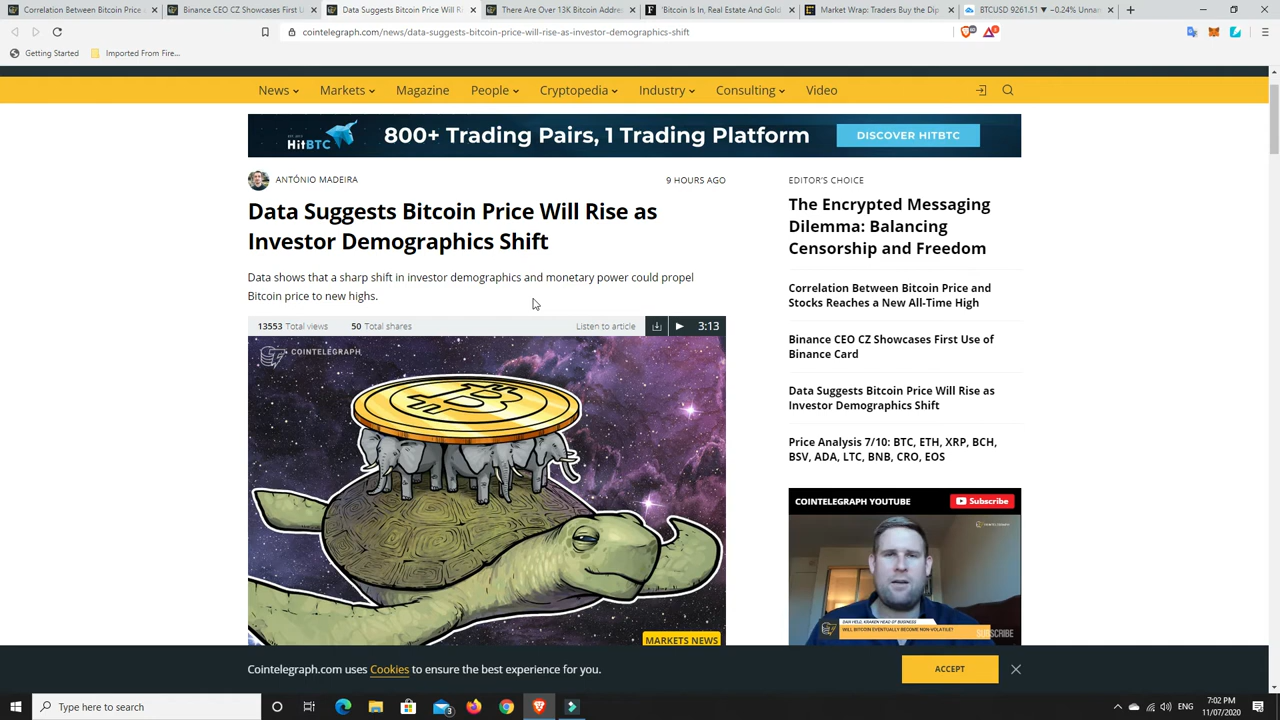 Correlation Between Bitcoin Price a
Binance CEO CZ Showcases First U
Data Suggests Bitcoin Price Will Ri
There Are Over 13K Bitcoin Addre
'Bitcoin Is In, Real Estate And Gold
Market Wrap: Traders Buy the Dip
BTCUSD 9261.51 ▼ −0.24% Unna
cointelegraph.com/news/data-suggests-bitcoin-price-will-rise-as-investor-demographics-shift
Getting Started
Imported From Fire...
News
Markets
Magazine
People
Cryptopedia
Industry
Consulting
Video
HitBTC
800+ Trading Pairs, 1 Trading Platform
DISCOVER HITBTC
ANTÓNIO MADEIRA
9 HOURS AGO
Data Suggests Bitcoin Price Will Rise as
Investor Demographics Shift
Data shows that a sharp shift in investor demographics and monetary power could propel
Bitcoin price to new highs.
13553 Total views
50 Total shares
Listen to article
3:13
COINTELEGRAPH
MARKETS NEWS
EDITOR'S CHOICE
The Encrypted Messaging
Dilemma: Balancing
Censorship and Freedom
Correlation Between Bitcoin Price and
Stocks Reaches a New All-Time High
Binance CEO CZ Showcases First Use of
Binance Card
Data Suggests Bitcoin Price Will Rise as
Investor Demographics Shift
Price Analysis 7/10: BTC, ETH, XRP, BCH,
BSV, ADA, LTC, BNB, CRO, EOS
COINTELEGRAPH YOUTUBE
Subscribe
WILL BITCOIN EVENTUALLY BECOME NON-VOLATILE?
SUBSCRIBE
Cointelegraph.com uses Cookies to ensure the best experience for you.
ACCEPT
Type here to search
3
ENG
7:02 PM
11/07/2020